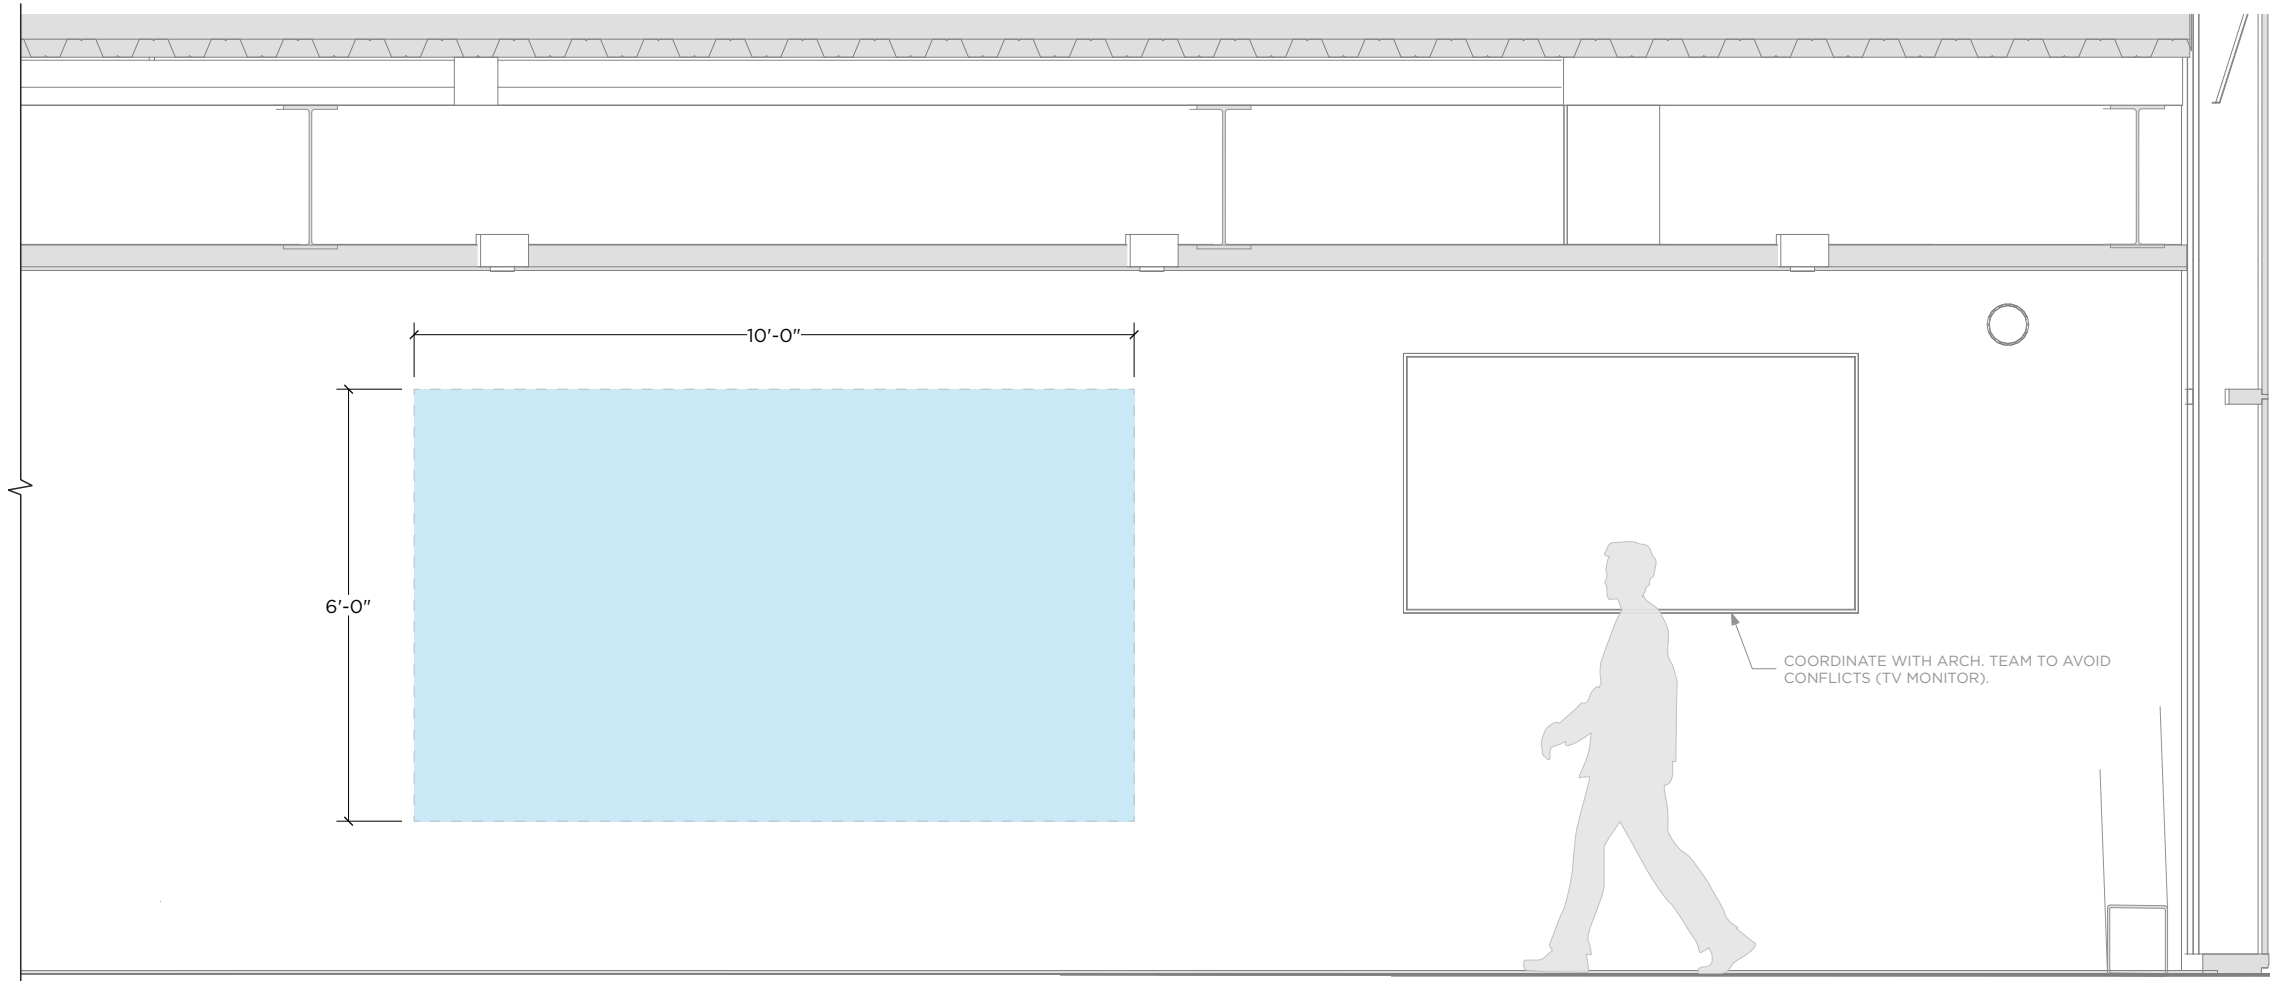 10'-0"
6'-0"
COORDINATE WITH ARCH. TEAM TO AVOID
CONFLICTS (TV MONITOR).